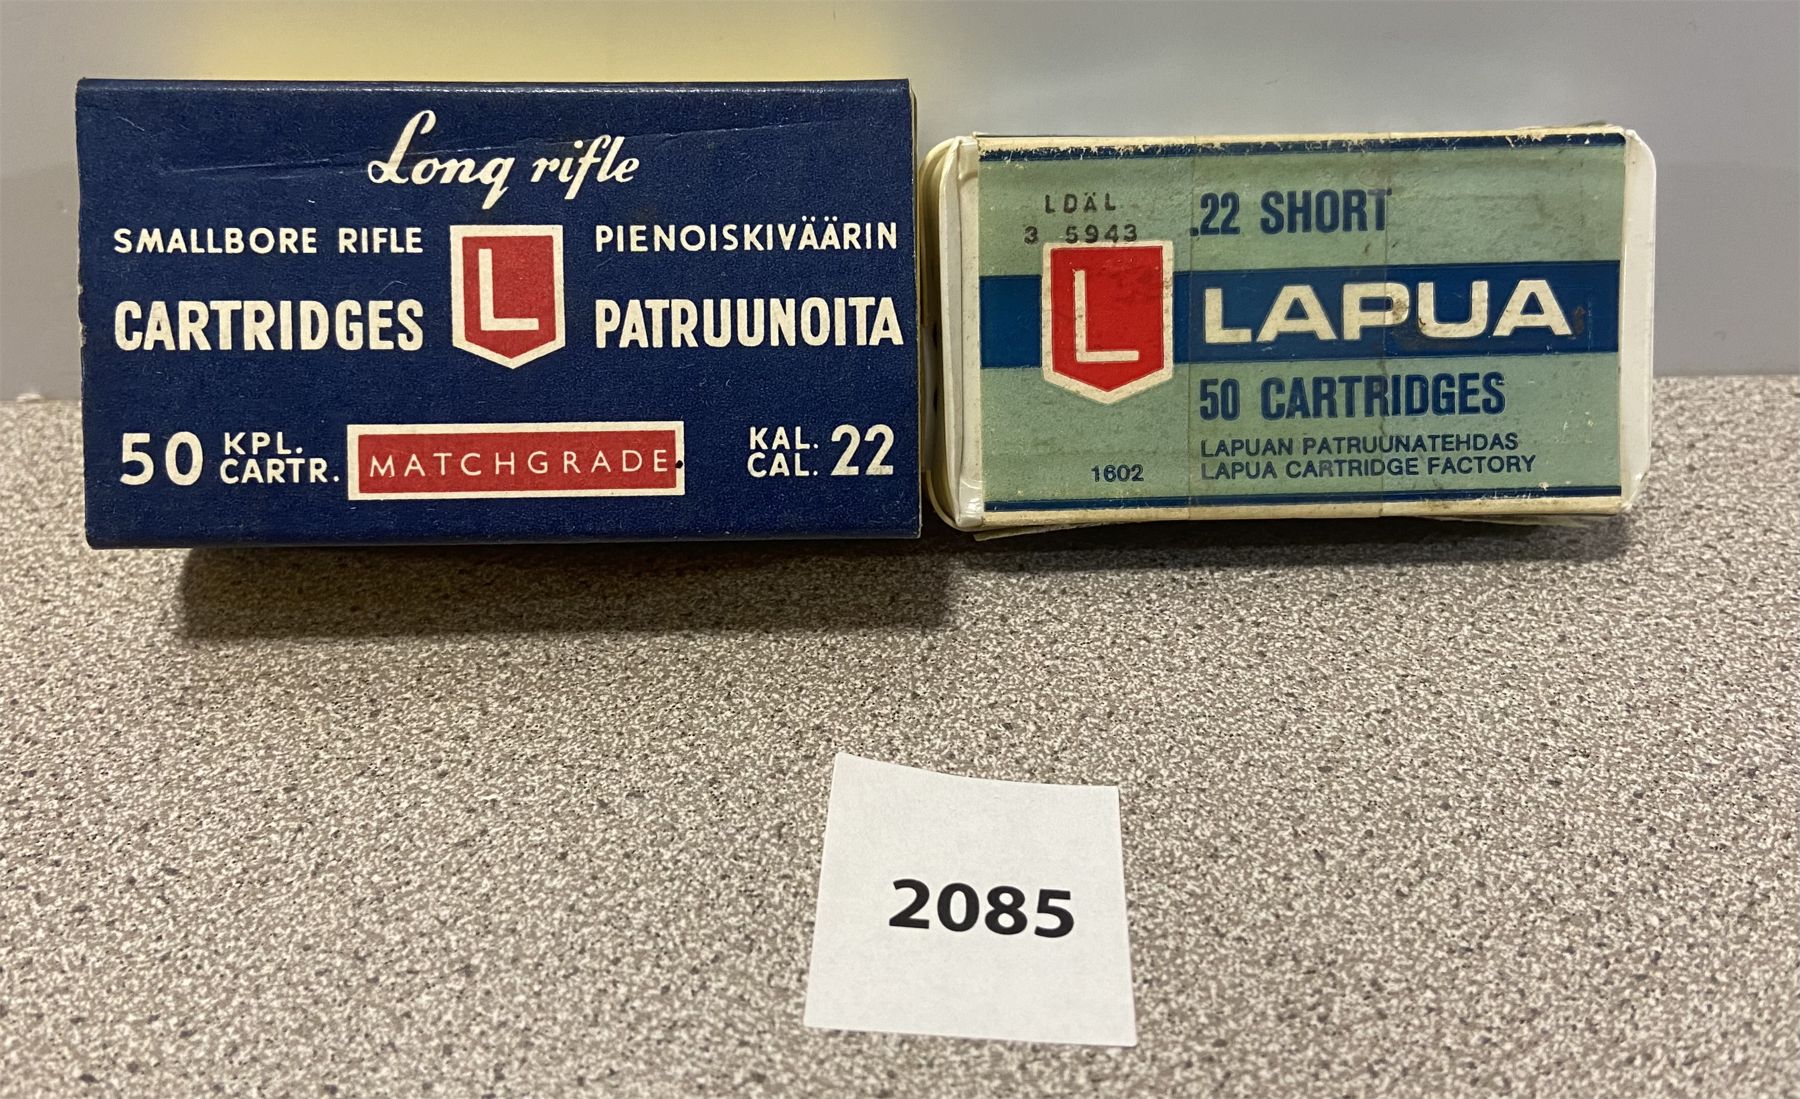 Long rifle
SMALLBORE RIFLE
CARTRIDGES
L
PIENOISKIVÄÄRIN
PATRUUNOITA
50 KPL.
CARTR.
MATCHGRADE
KAL.
CAL. 22
LDÄL
3 5943
.22 SHORT
L
LAPUA
50 CARTRIDGES
LAPUAN PATRUUNATEHDAS
1602
LAPUA CARTRIDGE FACTORY
2085